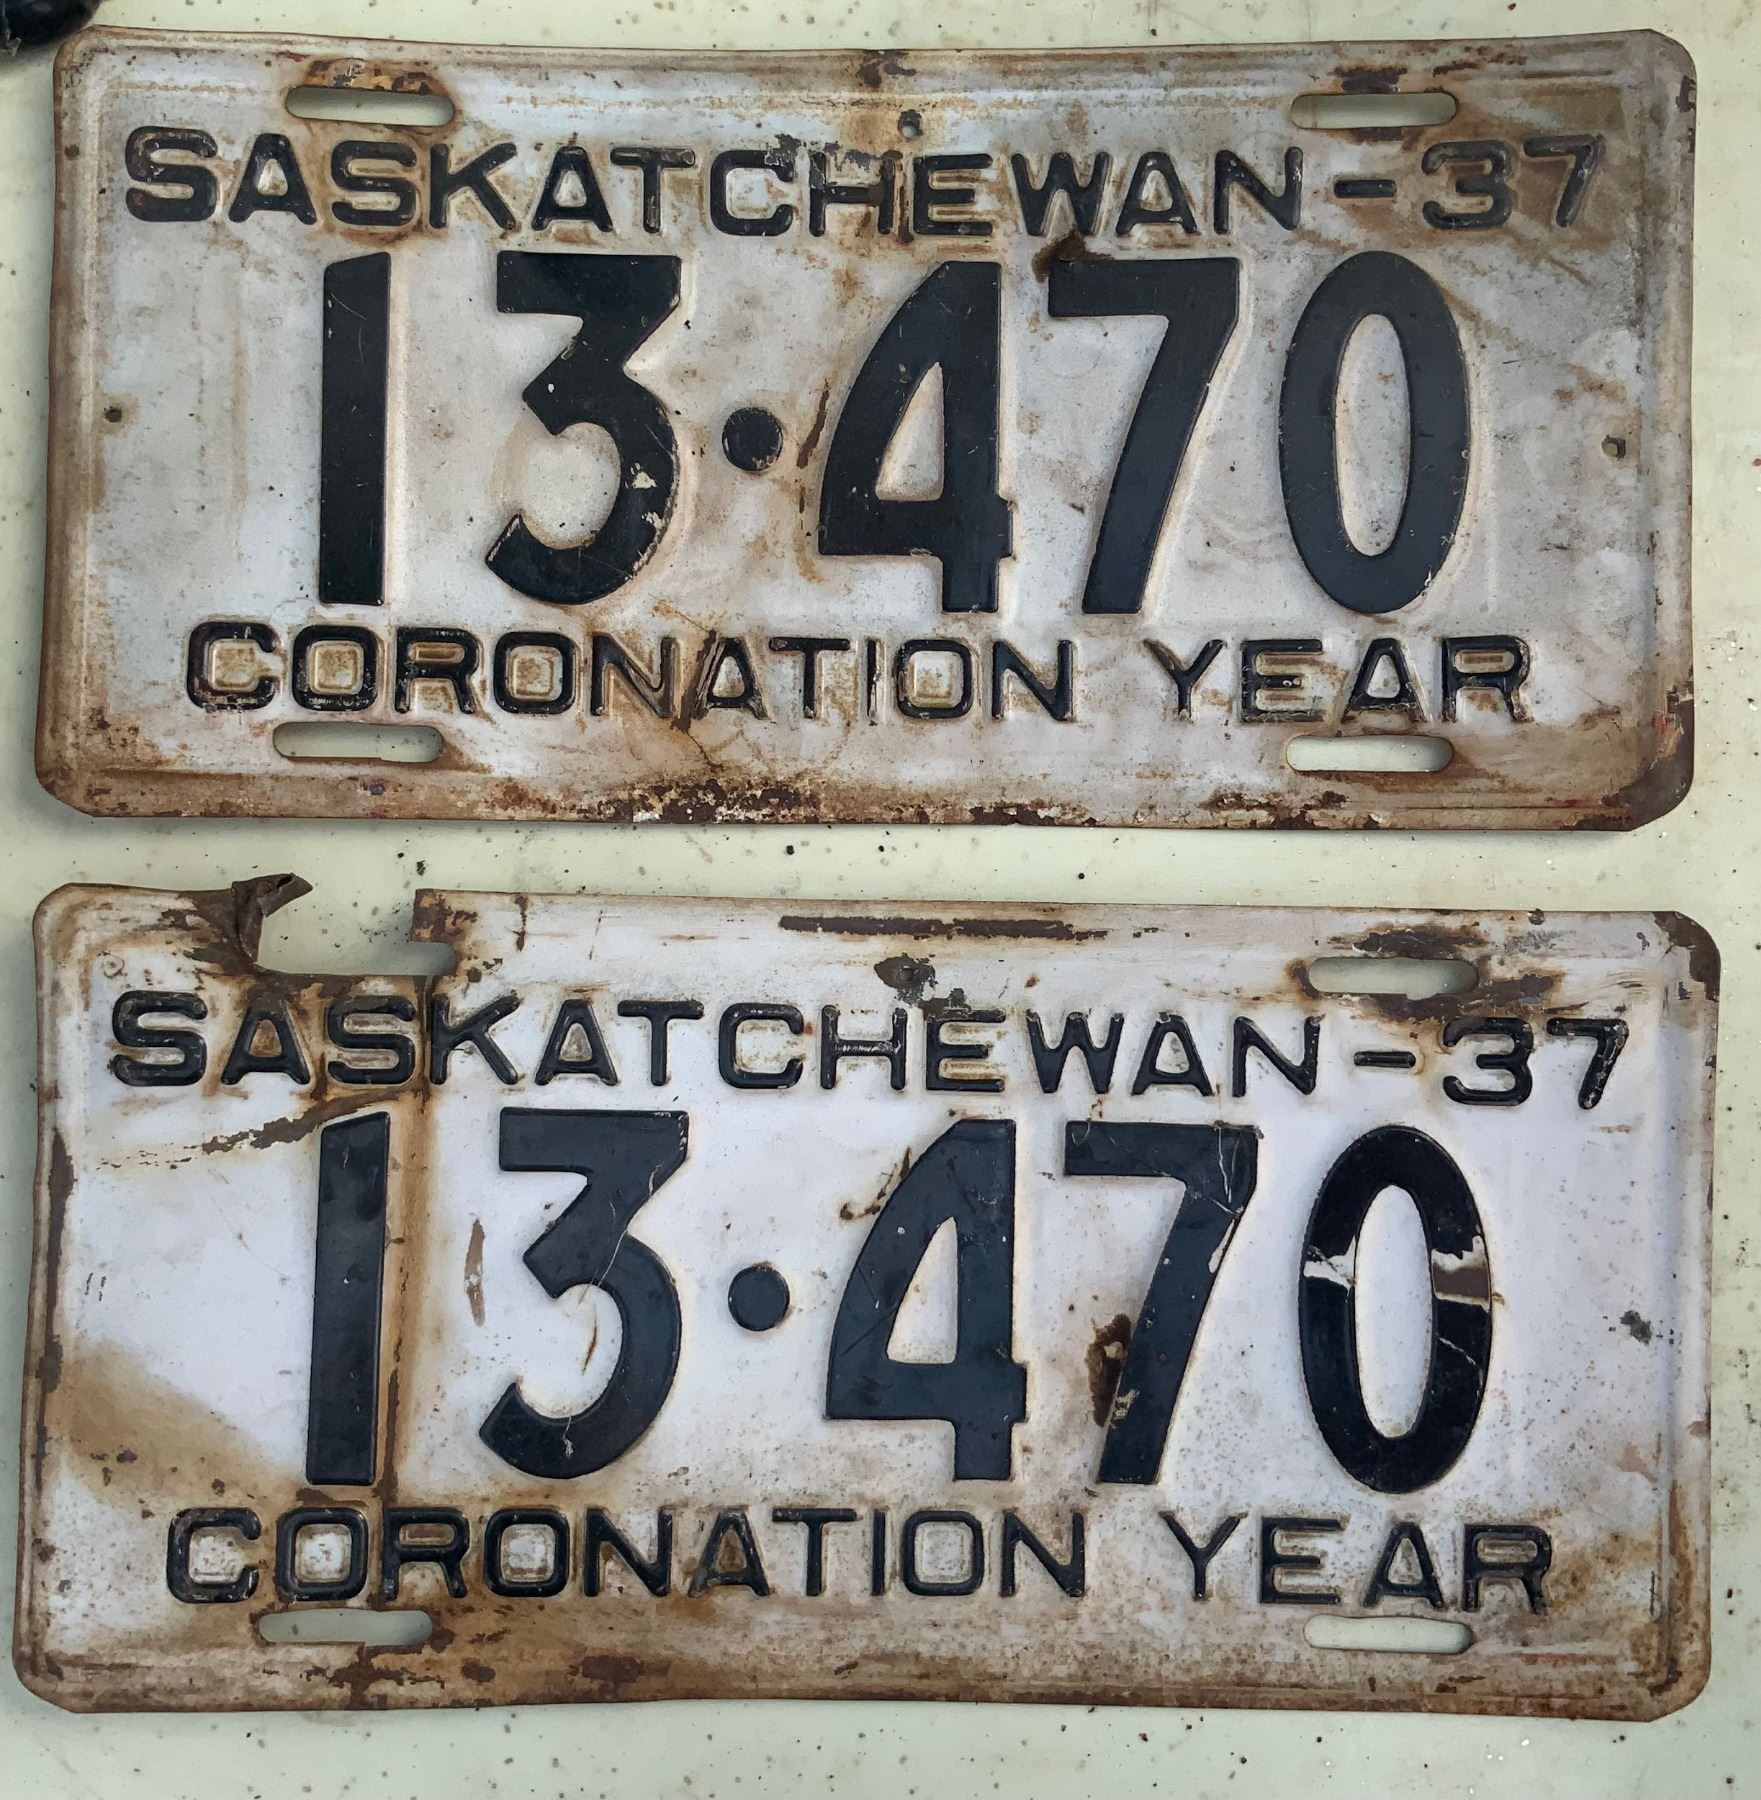 SASKATCHEWAN-37
13•470
CORONATION YEAR
SASKATCHEWAN-37
13•470
CORONATION YEAR